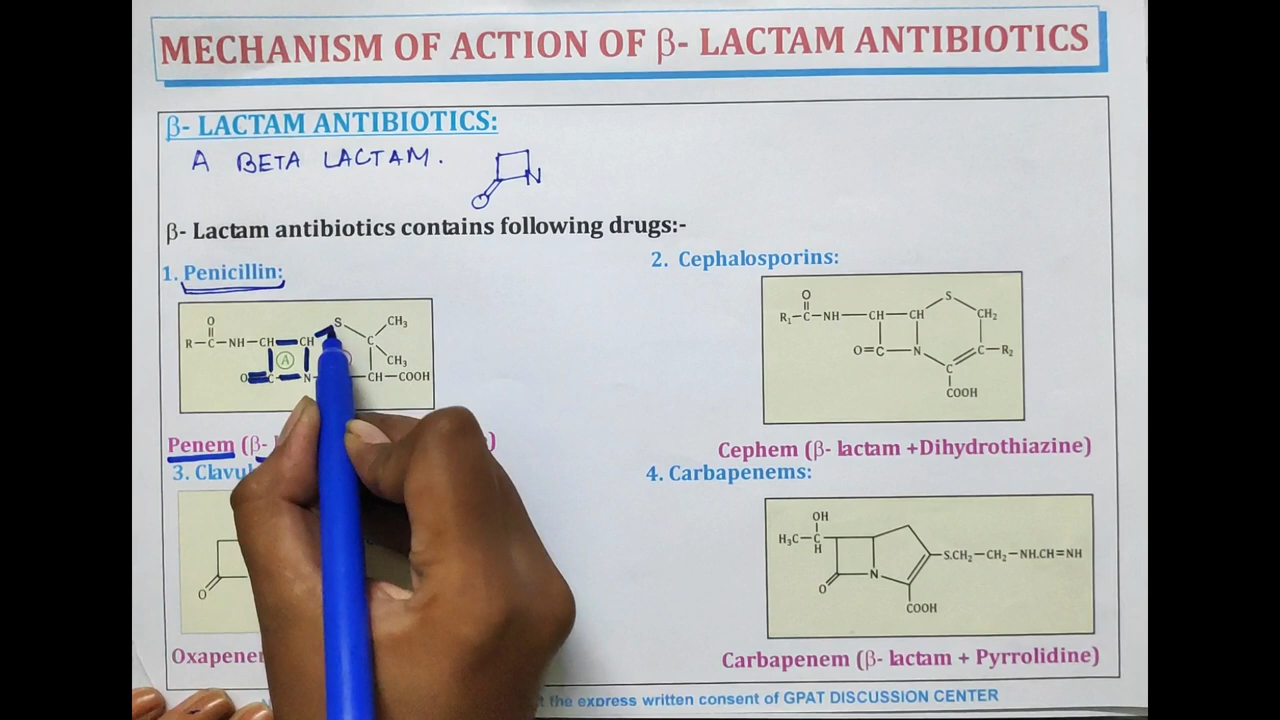 MECHANISM OF ACTION OF β- LACTAM ANTIBIOTICS
β- LACTAM ANTIBIOTICS:
A BETA LACTAM.
N
O
β- Lactam antibiotics contains following drugs:-
1. Penicillin:
O
S
CH₃
R—C—NH—CH
CH
C
A
CH₃
O
C
N
CH—COOH
Penem (β-
2. Cephalosporins:
O
S
R₁—C—NH—CH—CH
CH₂
O=C—N
C—R₂
C
COOH
Cephem (β- lactam +Dihydrothiazine)
3.
O
4. Carbapenems:
OH
H₃C—C
H
S.CH₂—CH₂—NH.CH=NH
N
O
COOH
Carbapenem (β- lactam + Pyrrolidine)
the express written consent of GPAT DISCUSSION CENTER